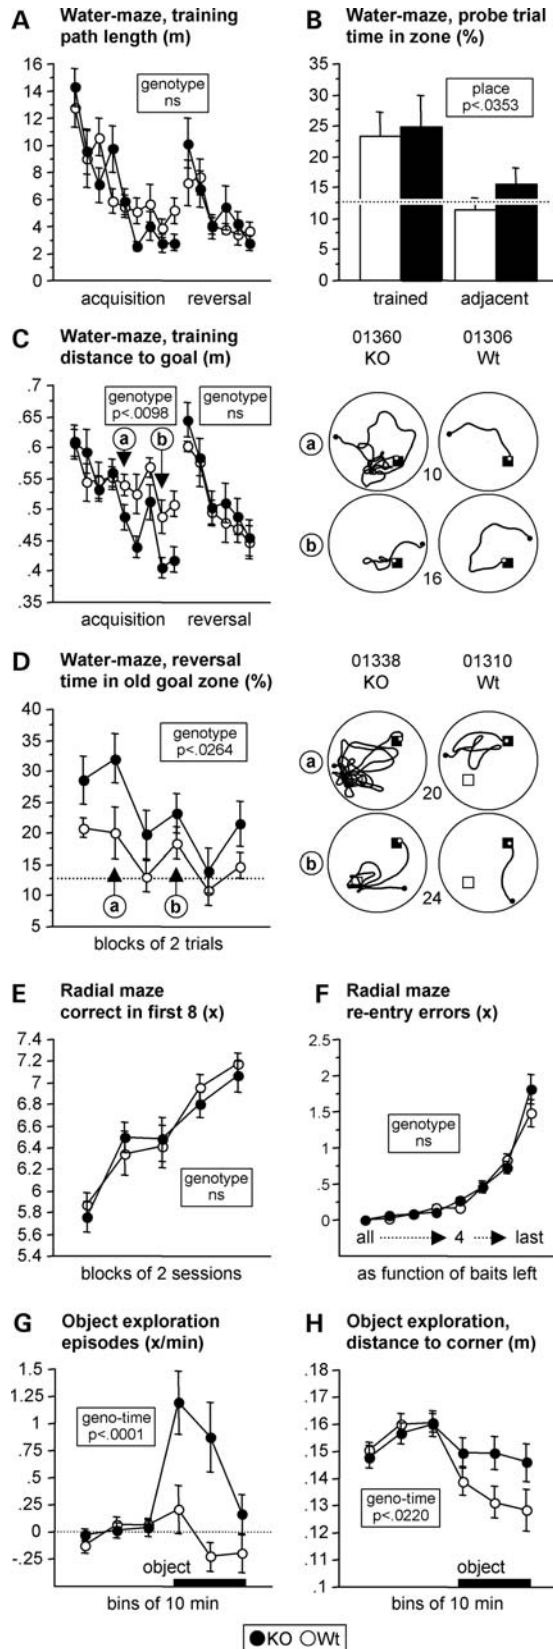 A Water-maze, training
path length (m)
16
14
12
10
8
6
4
2
0
genotype
ns
acquisition reversal
B Water-maze, probe trial
time in zone (%)
35
30
25
20
15
10
5
0
place
p<.0353
trained adjacent
C Water-maze, training
distance to goal (m)
.7
.65
.6
.55
.5
.45
.4
.35
genotype
p<.0098
genotype
ns
a b
acquisition reversal
01360 01306
KO Wt
a 10
b 16
D Water-maze, reversal
time in old goal zone (%)
40
35
30
25
20
15
10
5
genotype
p<.0264
a b
blocks of 2 trials
01338 01310
KO Wt
a 20
b 24
E Radial maze
correct in first 8 (x)
7.4
7.2
7
6.8
6.6
6.4
6.2
6
5.8
5.6
5.4
genotype
ns
blocks of 2 sessions
F Radial maze
re-entry errors (x)
2.5
2
1.5
1
.5
0
genotype
ns
all 4 last
as function of baits left
G Object exploration
episodes (x/min)
1.5
1.25
1
.75
.5
.25
0
-.25
geno-time
p<.0001
object
bins of 10 min
H Object exploration,
distance to corner (m)
.18
.17
.16
.15
.14
.13
.12
.11
.1
geno-time
p<.0220
object
bins of 10 min
KO Wt